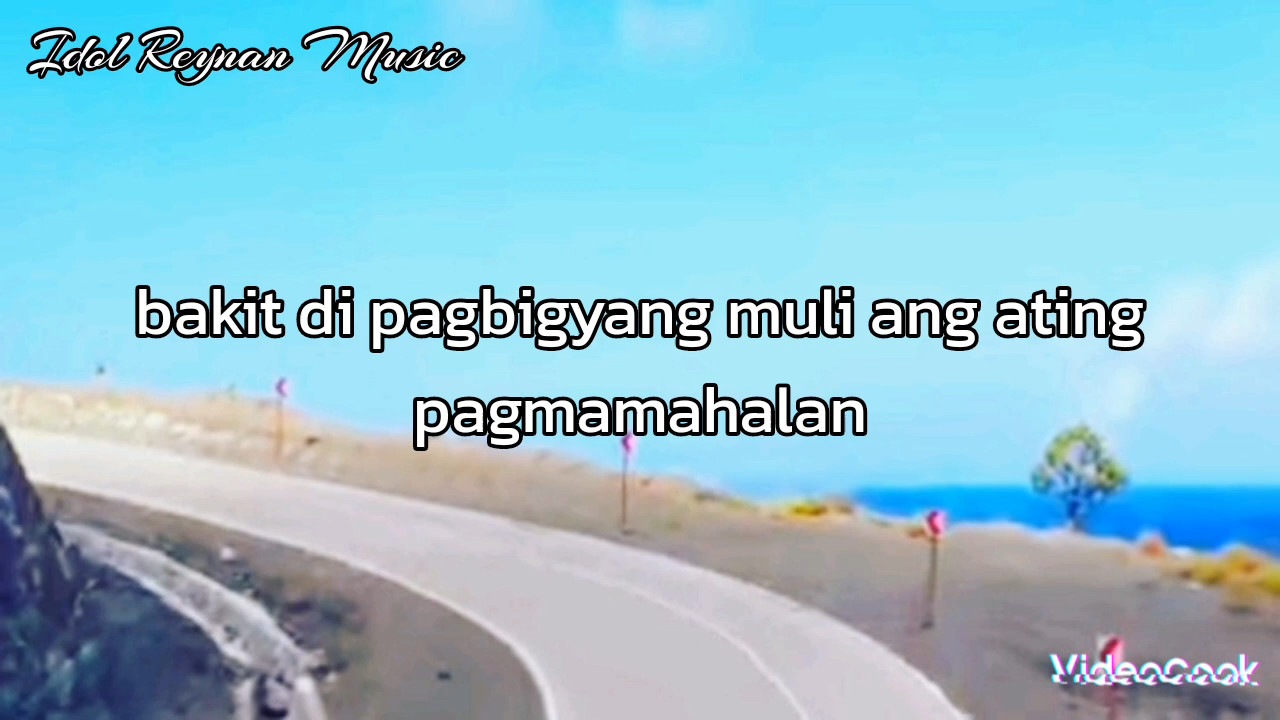 Idol Reynan Music
bakit di pagbigyang muli ang ating
pagmamahalan
VideoCook